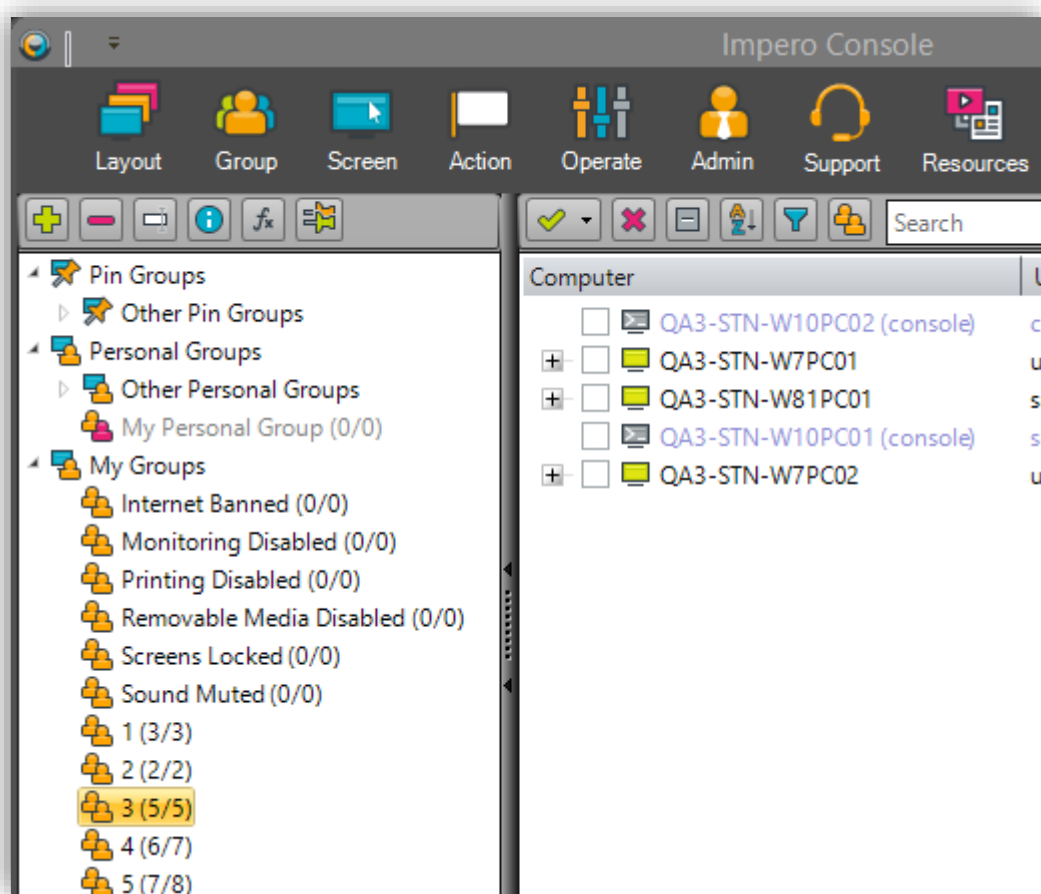 Impero Console
Layout
Group
Screen
Action
Operate
Admin
Support
Resources
Search
Pin Groups
Other Pin Groups
Personal Groups
Other Personal Groups
My Personal Group (0/0)
My Groups
Internet Banned (0/0)
Monitoring Disabled (0/0)
Printing Disabled (0/0)
Removable Media Disabled (0/0)
Screens Locked (0/0)
Sound Muted (0/0)
1 (3/3)
2 (2/2)
3 (5/5)
4 (6/7)
5 (7/8)
Computer
QA3-STN-W10PC02 (console)
QA3-STN-W7PC01
QA3-STN-W81PC01
QA3-STN-W10PC01 (console)
QA3-STN-W7PC02